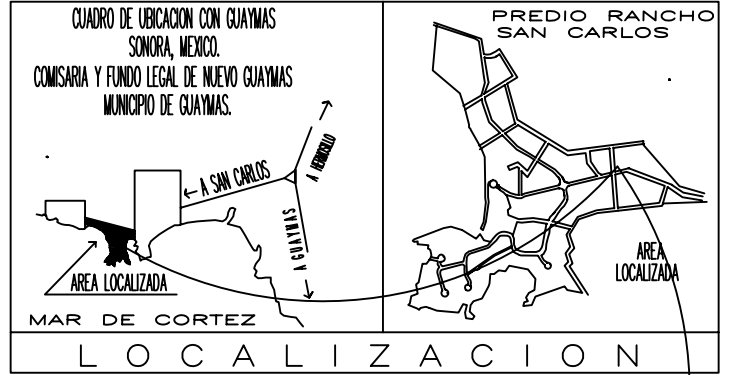 CUADRO DE UBICACION CON GUAYMAS
SONORA, MEXICO.
COMISARIA Y FUNDO LEGAL DE NUEVO GUAYMAS
MUNICIPIO DE GUAYMAS.
A SAN CARLOS
A HERMOSILLO
A GUAYMAS
AREA LOCALIZADA
MAR DE CORTEZ
PREDIO RANCHO
SAN CARLOS
AREA
LOCALIZADA
LOCALIZACION